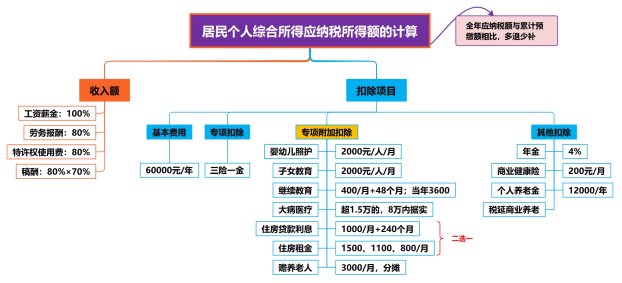 居民个人综合所得应纳税所得额的计算
全年应纳税额与累计预
缴额相比，多退少补
收入额
工资薪金：100%
劳务报酬：80%
特许权使用费：80%
稿酬：80%×70%
扣除项目
基本费用
60000元/年
专项扣除
三险一金
专项附加扣除
婴幼儿照护
2000元/人/月
子女教育
2000元/人/月
继续教育
400/月+48个月；当年3600
大病医疗
超1.5万的，8万内据实
住房贷款利息
1000/月+240个月
住房租金
1500、1100、800/月
二选一
赡养老人
3000/月，分摊
其他扣除
年金
4%
商业健康险
200元/月
个人养老金
12000/年
税延商业养老